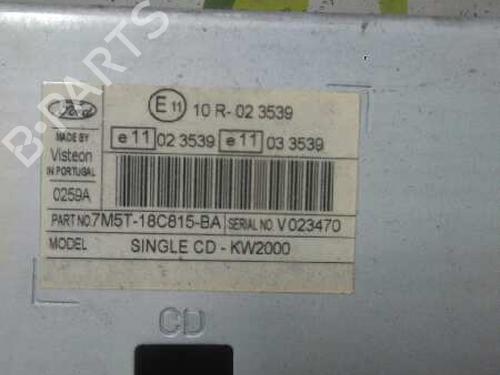 B-PARTS
Ford
E 11 10 R- 02 3539
MADE BY
Visteon
IN PORTUGAL
e 11 02 3539 e 11 03 3539
0259A
PART NO. 7M5T-18C815-BA SERIAL NO. V 023470
MODEL SINGLE CD - KW2000
CD